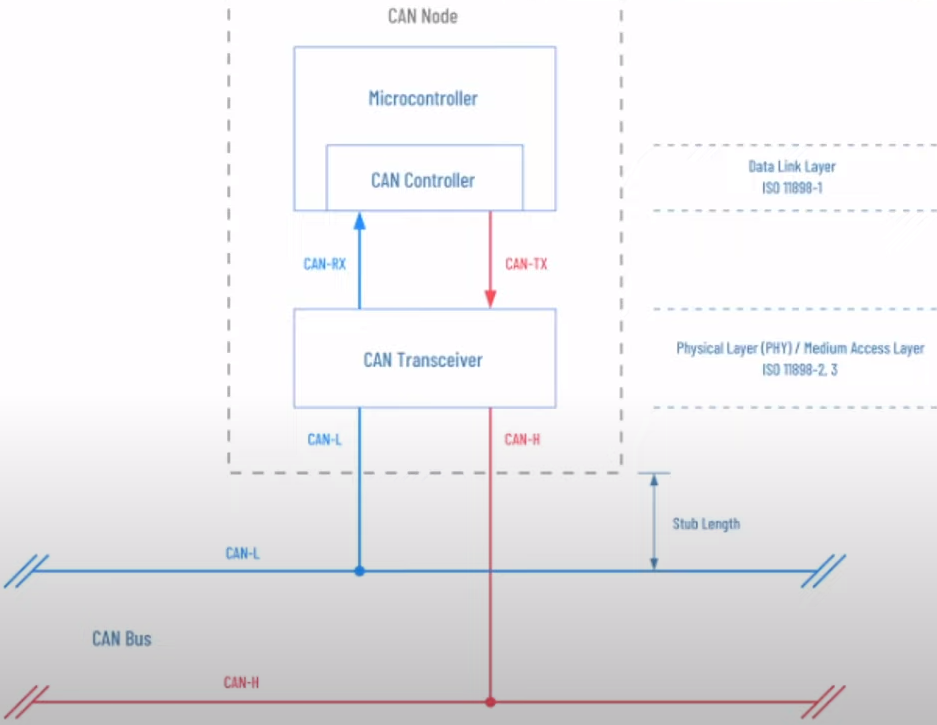 CAN Node
Microcontroller
CAN Controller
Data Link Layer
ISO 11898-1
CAN-RX
CAN-TX
CAN Transceiver
Physical Layer (PHY) / Medium Access Layer
ISO 11898-2, 3
CAN-L
CAN-H
Stub Length
CAN-L
CAN Bus
CAN-H